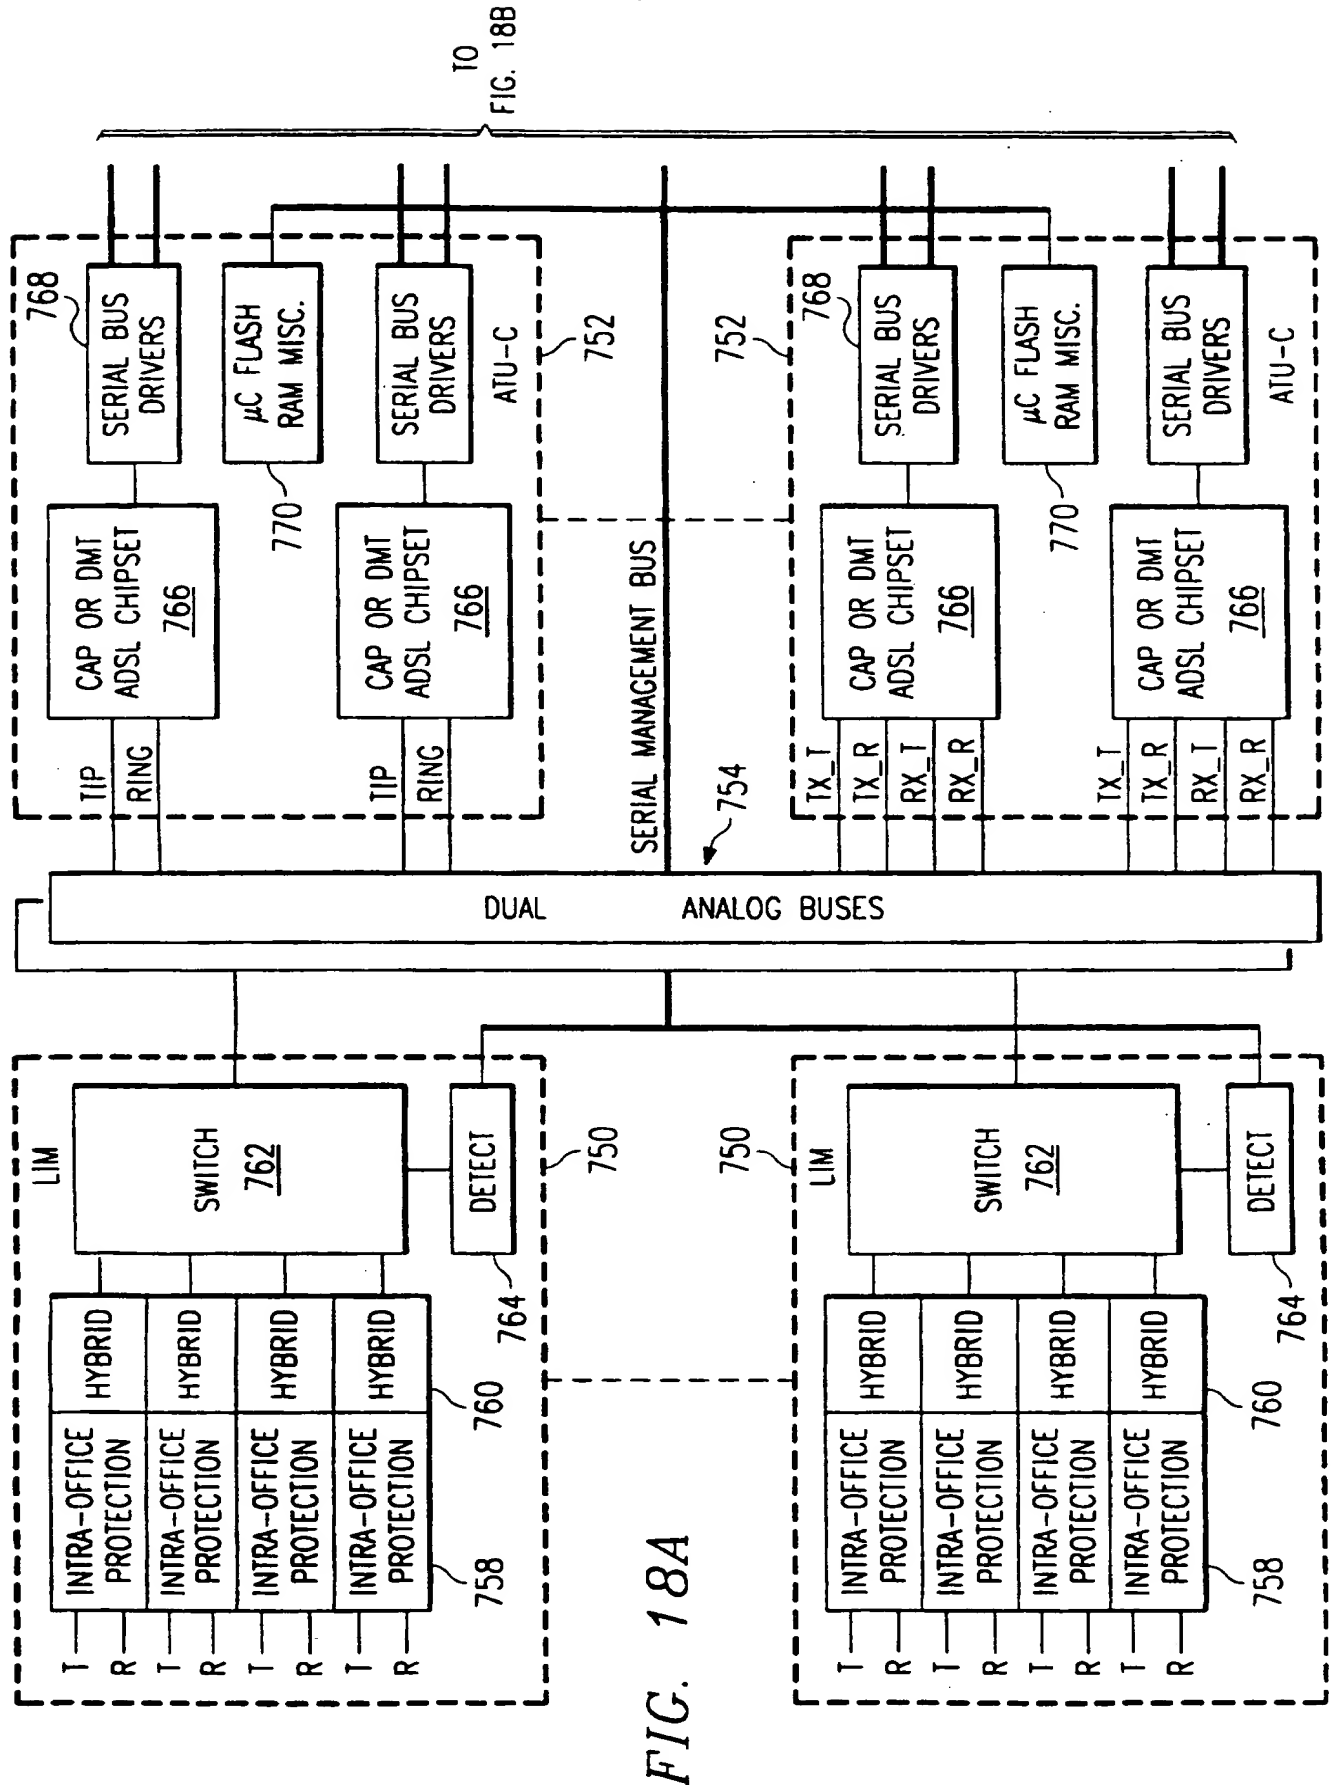 TO
FIG. 18B
768
SERIAL BUS
DRIVERS
µC FLASH
RAM MISC.
770
SERIAL BUS
DRIVERS
ATU-C
752
CAP OR DMT
ADSL CHIPSET
766
CAP OR DMT
ADSL CHIPSET
766
TIP
RING
TIP
RING
SERIAL MANAGEMENT BUS
754
752
768
SERIAL BUS
DRIVERS
µC FLASH
RAM MISC.
770
SERIAL BUS
DRIVERS
ATU-C
CAP OR DMT
ADSL CHIPSET
766
CAP OR DMT
ADSL CHIPSET
766
TX_T
TX_R
RX_T
RX_R
TX_T
TX_R
RX_T
RX_R
DUAL ANALOG BUSES
LIM
SWITCH
762
DETECT
764
750
HYBRID
HYBRID
HYBRID
HYBRID
760
INTRA-OFFICE
PROTECTION
INTRA-OFFICE
PROTECTION
INTRA-OFFICE
PROTECTION
INTRA-OFFICE
PROTECTION
758
T
R
T
R
T
R
T
R
750
LIM
SWITCH
762
DETECT
764
HYBRID
HYBRID
HYBRID
HYBRID
760
INTRA-OFFICE
PROTECTION
INTRA-OFFICE
PROTECTION
INTRA-OFFICE
PROTECTION
INTRA-OFFICE
PROTECTION
758
T
R
T
R
T
R
T
R
FIG. 18A